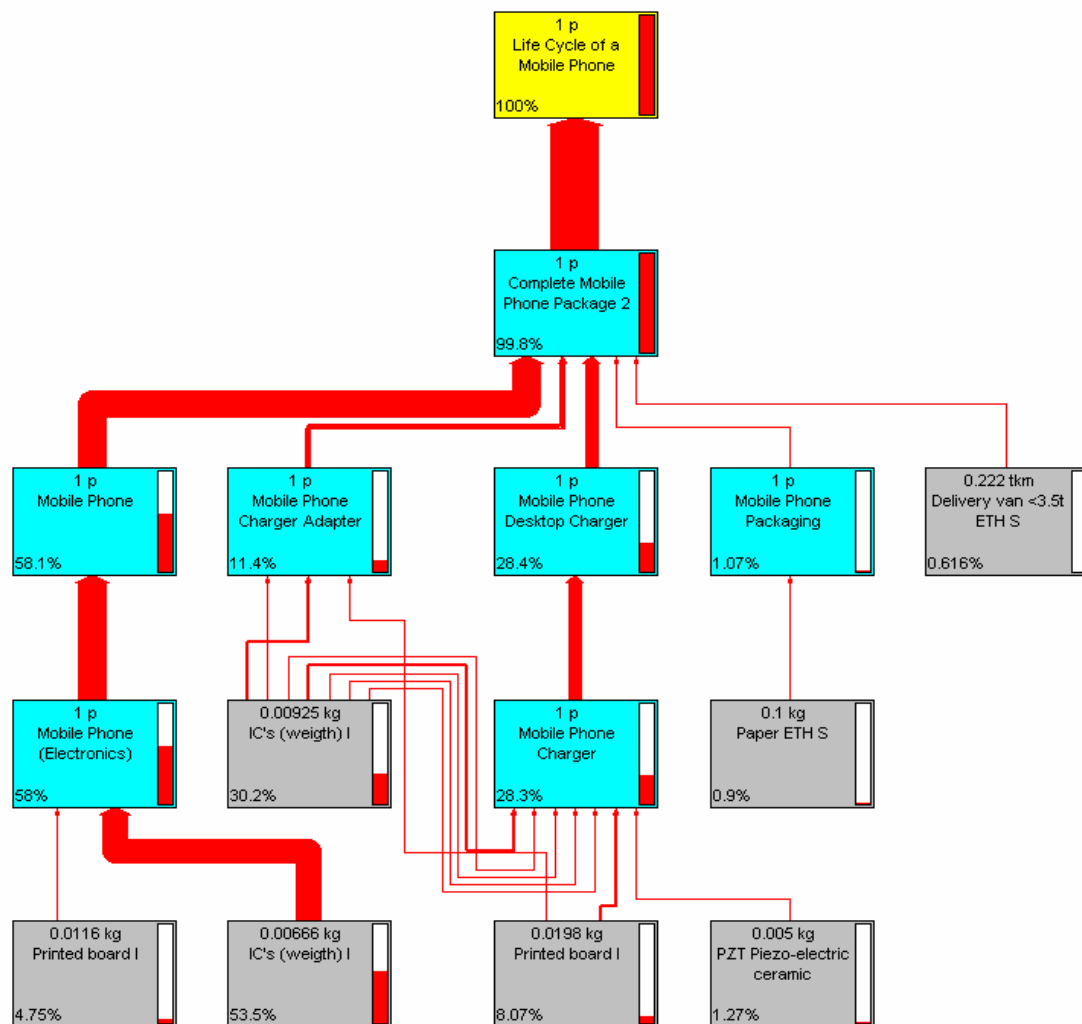 1 p
Life Cycle of a
Mobile Phone
100%
1 p
Complete Mobile
Phone Package 2
99.8%
1 p
Mobile Phone
58.1%
1 p
Mobile Phone
Charger Adapter
11.4%
1 p
Mobile Phone
Desktop Charger
28.4%
1 p
Mobile Phone
Packaging
1.07%
0.222 tkm
Delivery van <3.5t
ETH S
0.616%
1 p
Mobile Phone
(Electronics)
58%
0.00925 kg
IC's (weigth) I
30.2%
1 p
Mobile Phone
Charger
28.3%
0.1 kg
Paper ETH S
0.9%
0.0116 kg
Printed board I
4.75%
0.00666 kg
IC's (weigth) I
53.5%
0.0198 kg
Printed board I
8.07%
0.005 kg
PZT Piezo-electric
ceramic
1.27%